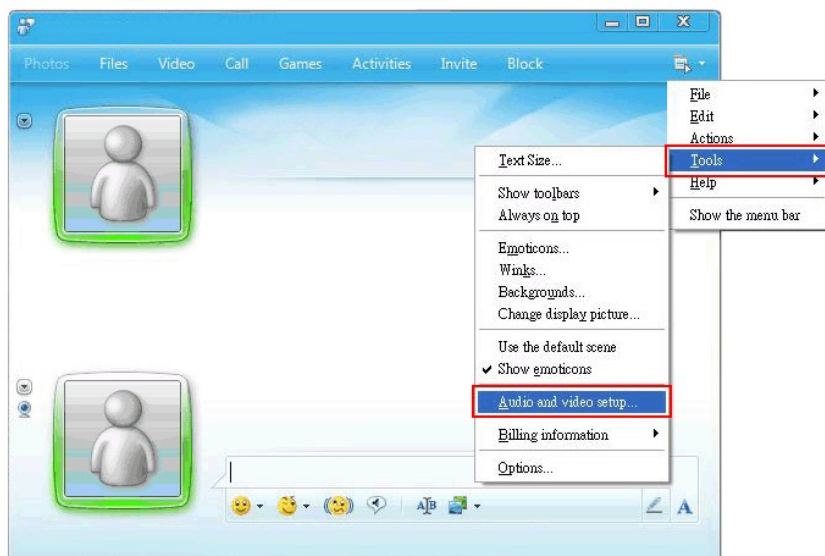 Photos Files Video Call Games Activities Invite Block
File
Edit
Actions
Tools
Help
Show the menu bar
Text Size...
Show toolbars
Always on top
Emoticons...
Winks...
Backgrounds...
Change display picture...
Use the default scene
Show emoticons
Audio and video setup...
Billing information
Options...